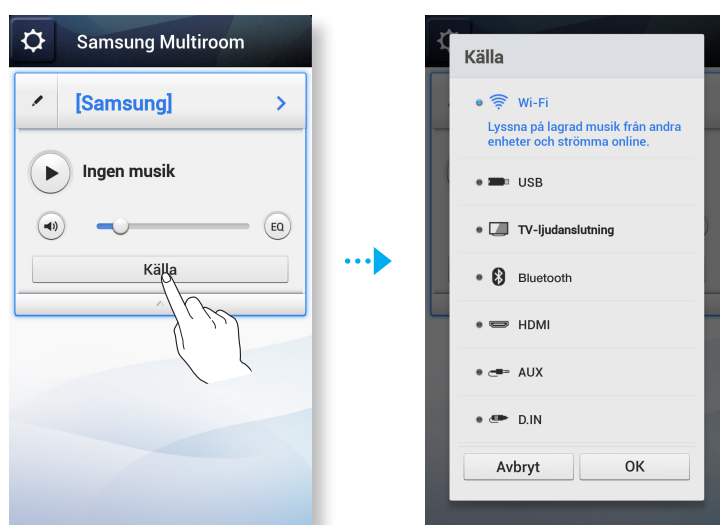 Samsung Multiroom
[Samsung]
Ingen musik
EQ
Källa
Källa
Wi-Fi
Lyssna på lagrad musik från andra
enheter och strömma online.
USB
TV-ljudanslutning
Bluetooth
HDMI
AUX
D.IN
Avbryt
OK